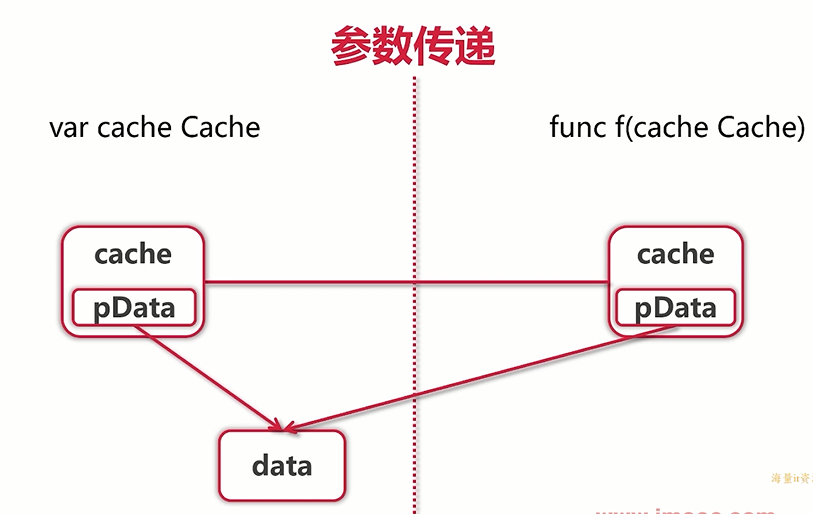 参数传递
var cache Cache
func f(cache Cache)
cache
cache
pData
pData
data
海量it资
www.imooc.com